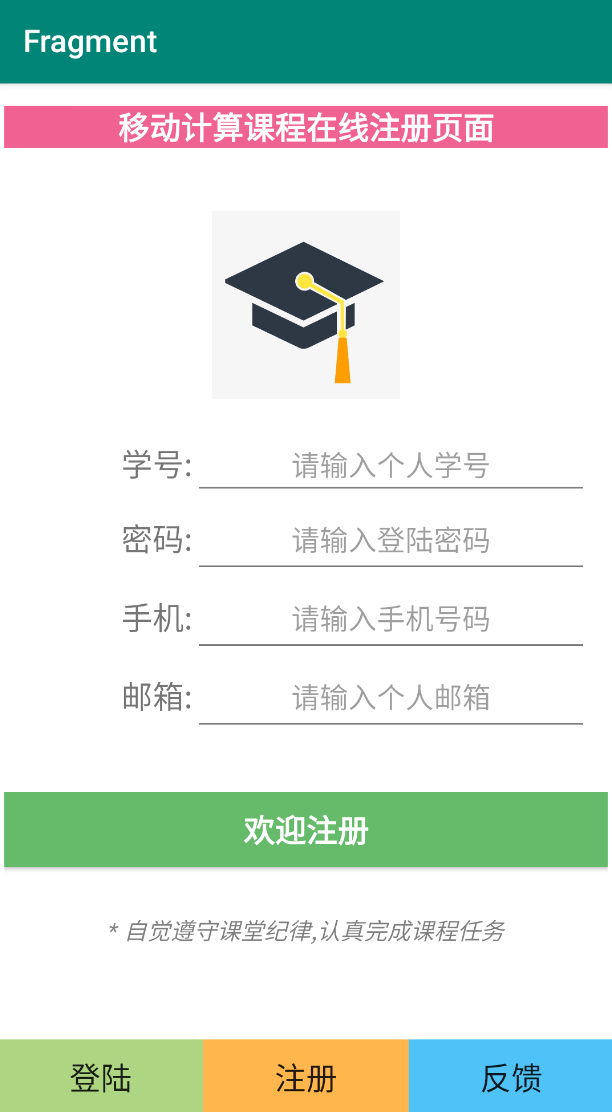 Fragment
移动计算课程在线注册页面
学号: 请输入个人学号
密码: 请输入登陆密码
手机: 请输入手机号码
邮箱: 请输入个人邮箱
欢迎注册
* 自觉遵守课堂纪律,认真完成课程任务
登陆 注册 反馈